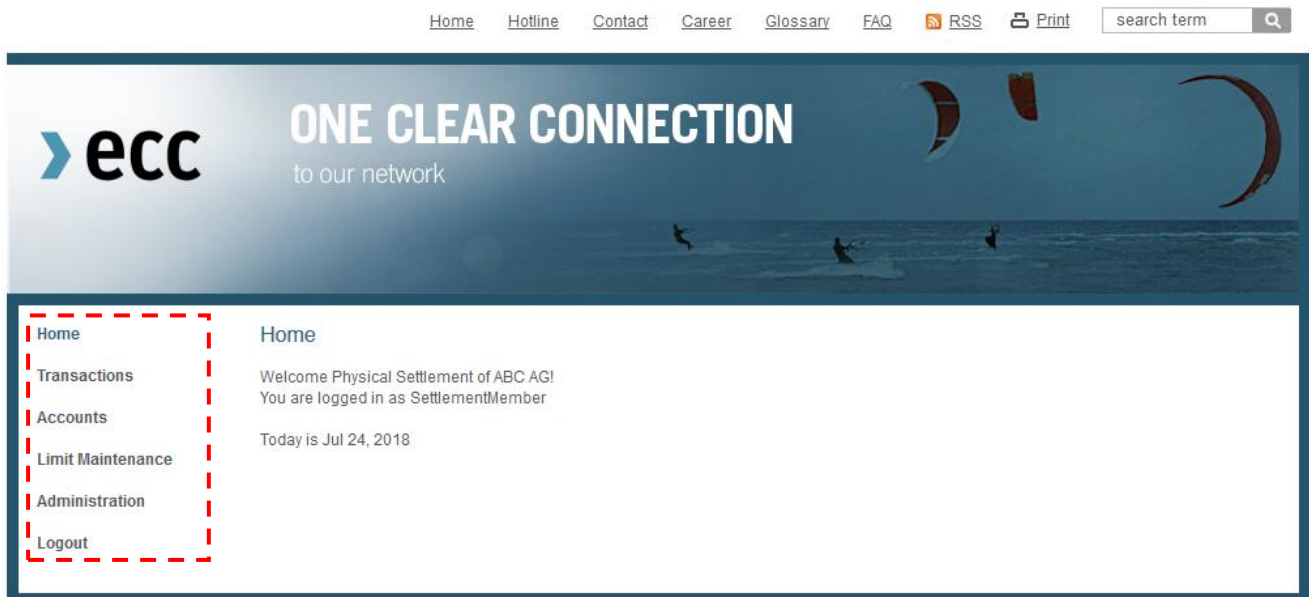 Home Hotline Contact Career Glossary FAQ RSS Print search term
ecc
ONE CLEAR CONNECTION
to our network
Home
Transactions
Accounts
Limit Maintenance
Administration
Logout
Home
Welcome Physical Settlement of ABC AG!
You are logged in as SettlementMember
Today is Jul 24, 2018